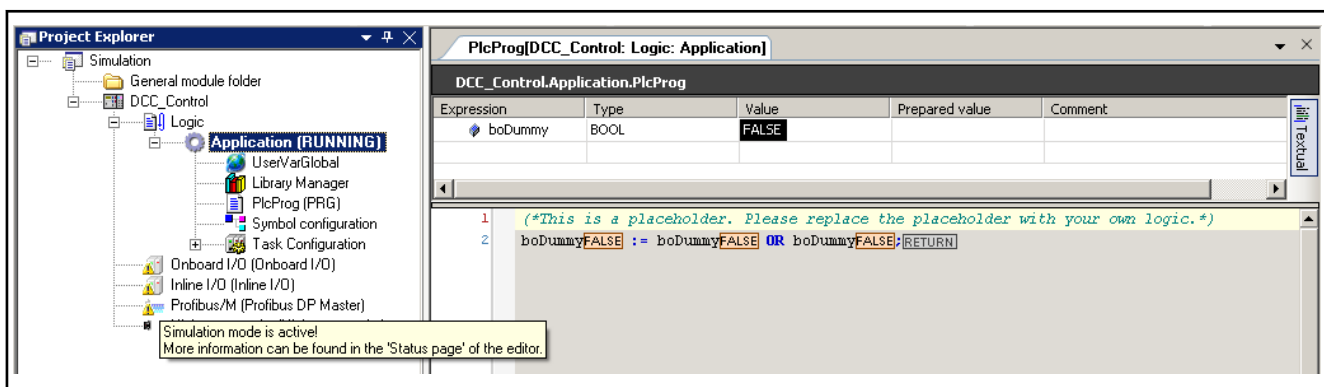 Project Explorer
Simulation
General module folder
DCC_Control
Logic
Application (RUNNING)
UserVarGlobal
Library Manager
PlcProg (PRG)
Symbol configuration
Task Configuration
Onboard I/O (Onboard I/O)
Inline I/O (Inline I/O)
Profibus/M (Profibus DP Master)
Simulation mode is active!
More information can be found in the 'Status page' of the editor.
PlcProg[DCC_Control: Logic: Application]
DCC_Control.Application.PlcProg
Expression Type Value Prepared value Comment
boDummy BOOL FALSE
Textual
1 (*This is a placeholder. Please replace the placeholder with your own logic.*)
2 boDummyFALSE := boDummyFALSE OR boDummyFALSE;RETURN